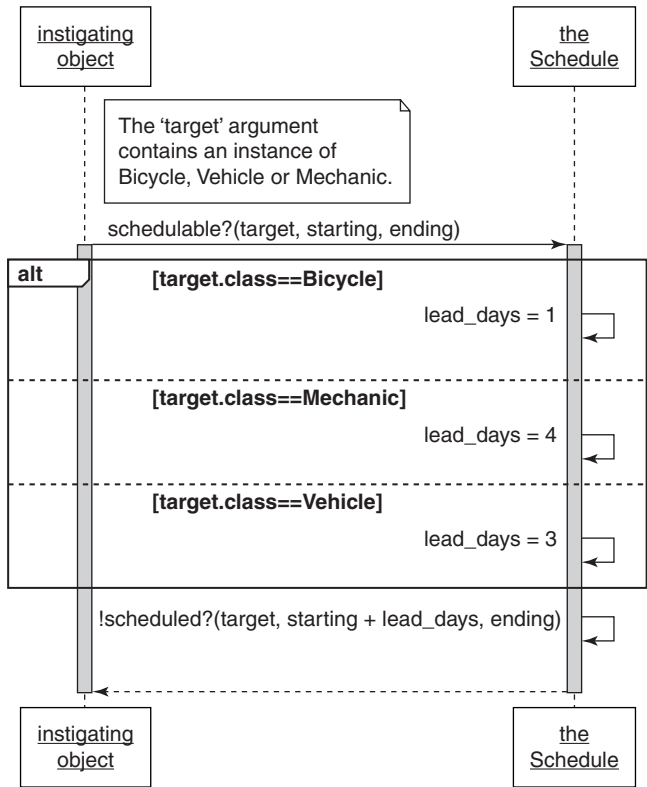 instigating
object
the
Schedule
The ‘target’ argument
contains an instance of
Bicycle, Vehicle or Mechanic.
schedulable?(target, starting, ending)
alt
[target.class==Bicycle]
lead_days = 1
[target.class==Mechanic]
lead_days = 4
[target.class==Vehicle]
lead_days = 3
!scheduled?(target, starting + lead_days, ending)
instigating
object
the
Schedule